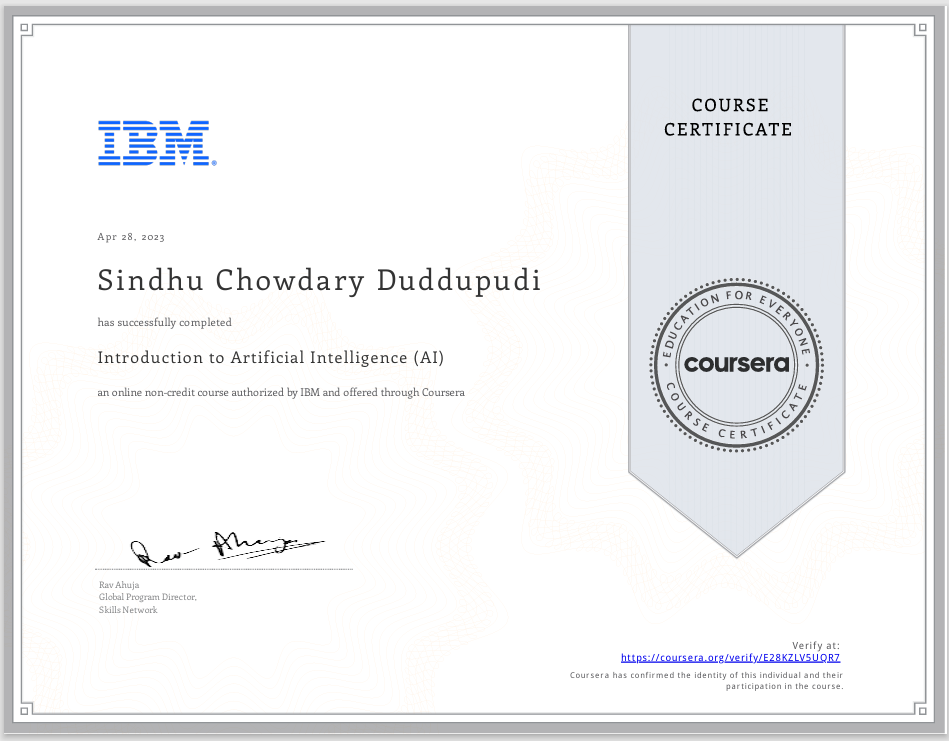 COURSE
CERTIFICATE
IBM®
Apr 28, 2023
Sindhu Chowdary Duddupudi
has successfully completed
Introduction to Artificial Intelligence (AI)
an online non-credit course authorized by IBM and offered through Coursera
EDUCATION FOR EVERYONE
coursera
COURSE CERTIFICATE
Rav Ahuja
Rav Ahuja
Global Program Director,
Skills Network
Verify at:
https://coursera.org/verify/E28KZLV5UQR7
Coursera has confirmed the identity of this individual and their
participation in the course.